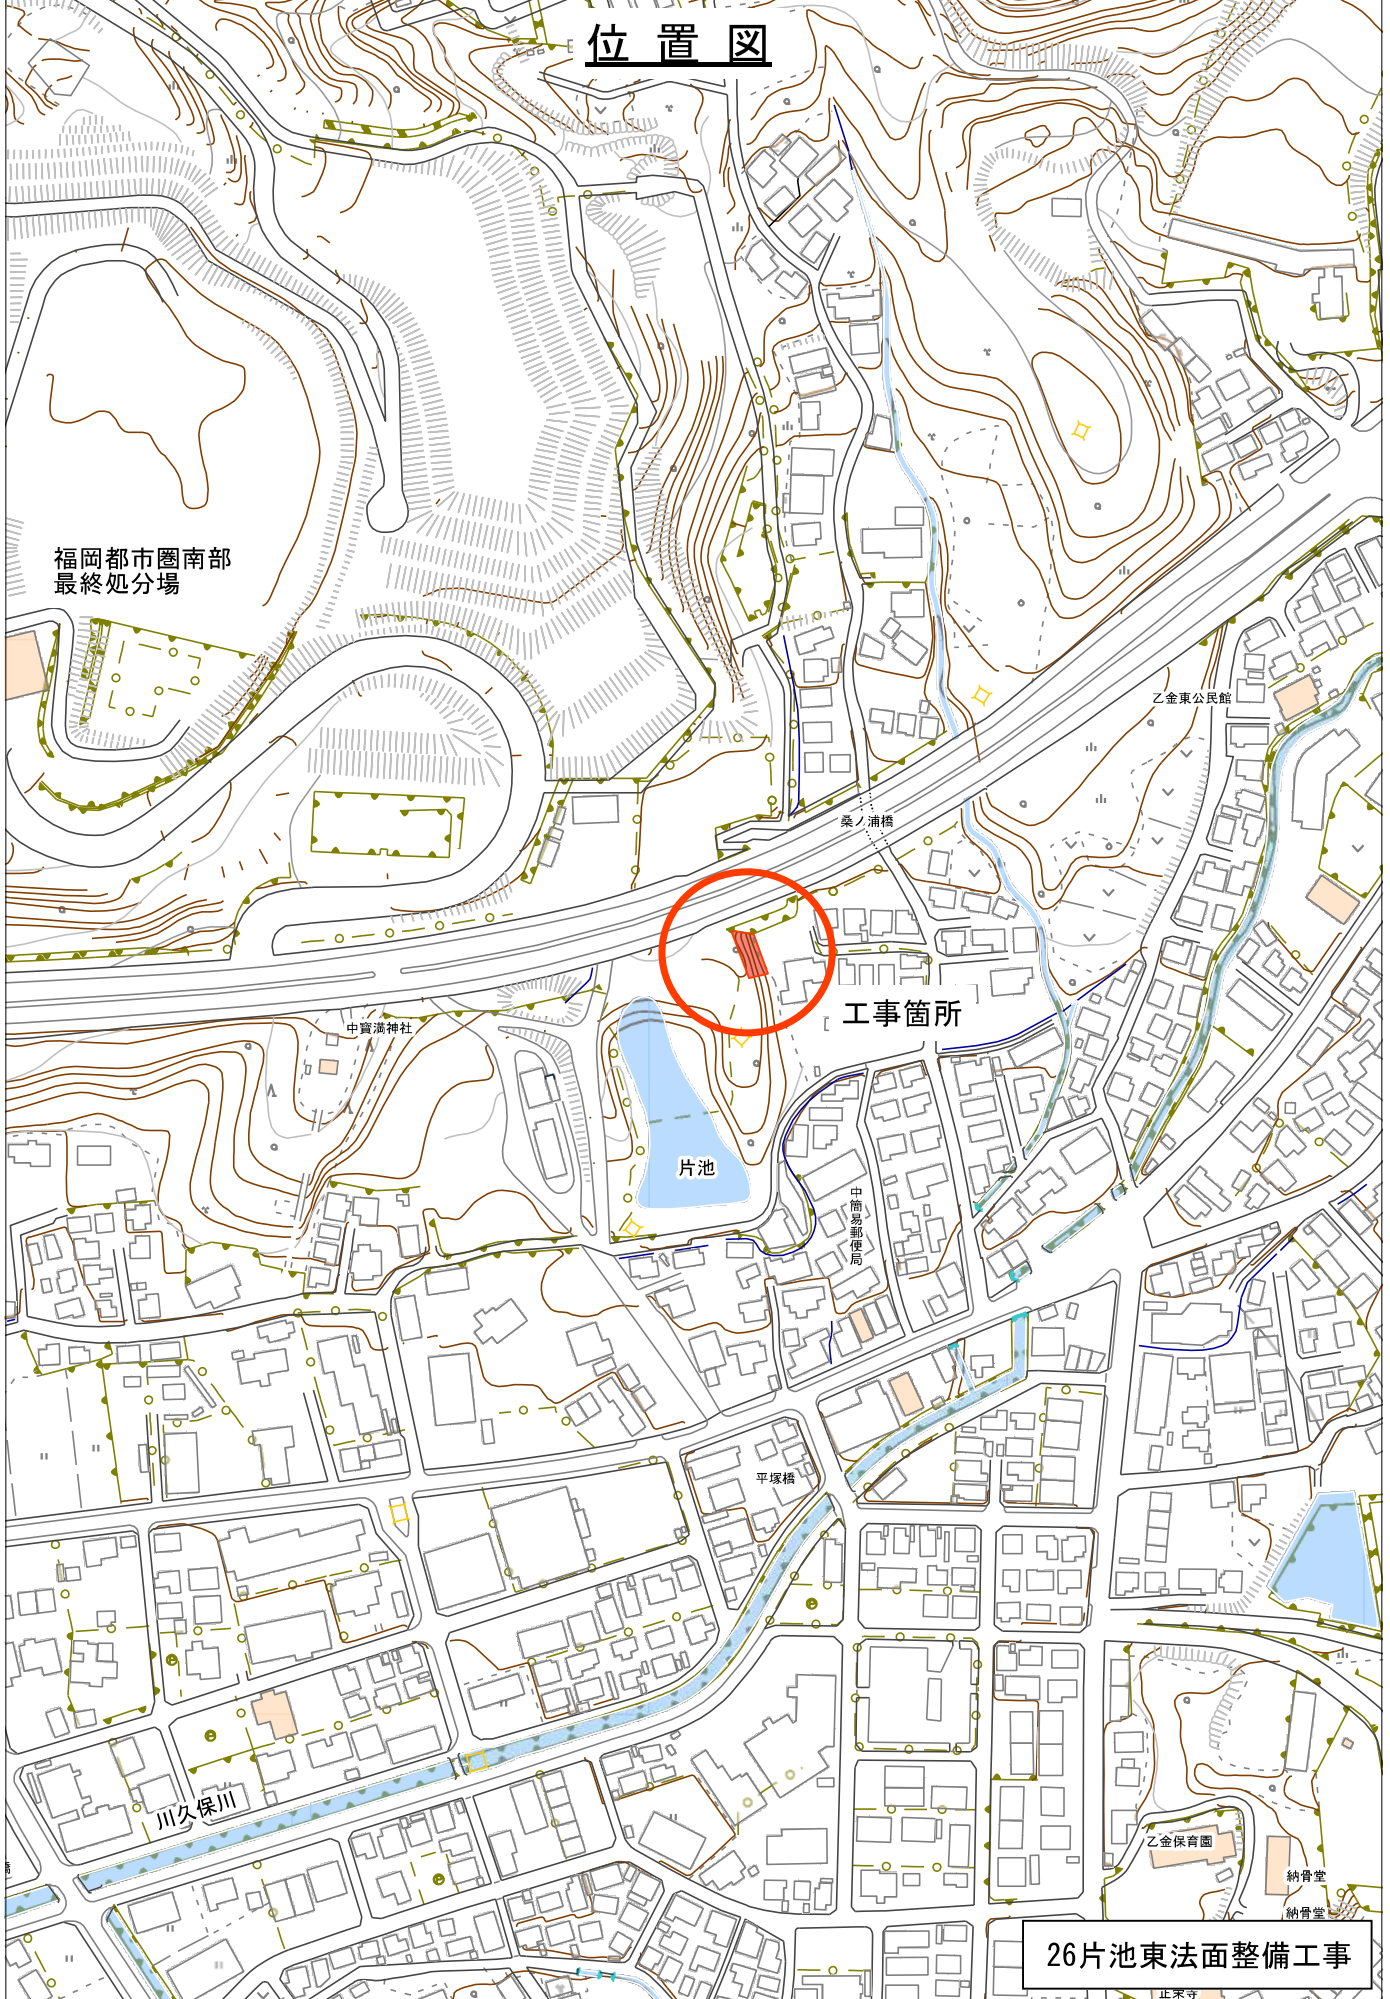 位置図
福岡都市圏南部
最終処分場
乙金東公民館
桑ノ浦橋
工事箇所
中寶満神社
片池
中簡易郵便局
平塚橋
川久保川
乙金保育園
納骨堂
納骨堂
26片池東法面整備工事